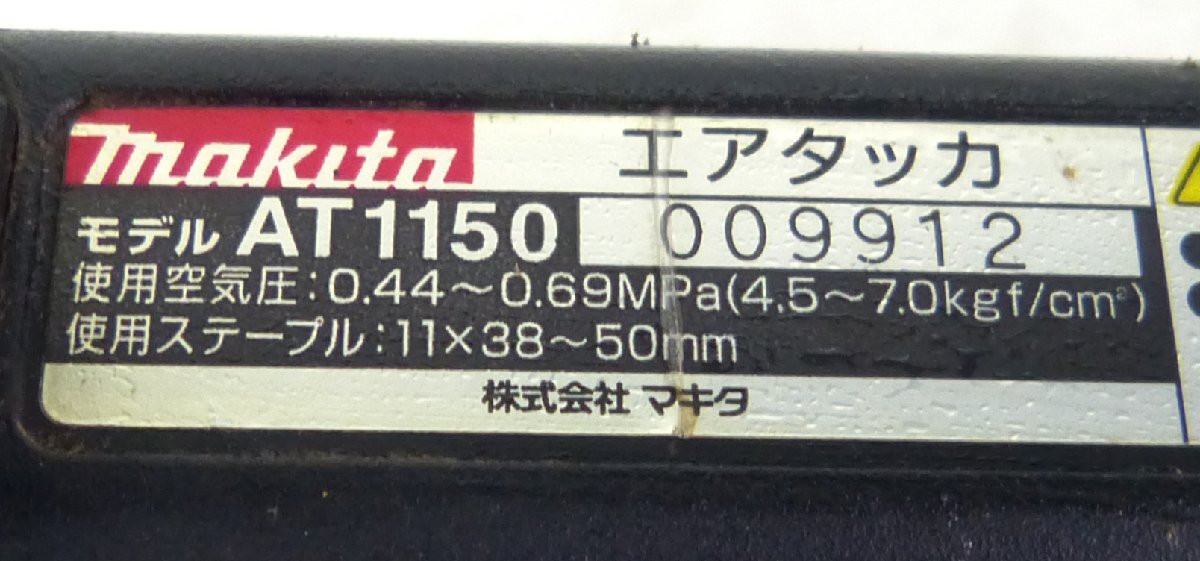 makita エアタッカ
モデル AT1150 009912
使用空気圧:0.44～0.69MPa(4.5～7.0kgf/cm²)
使用ステープル:11×38～50mm
株式会社 マキタ